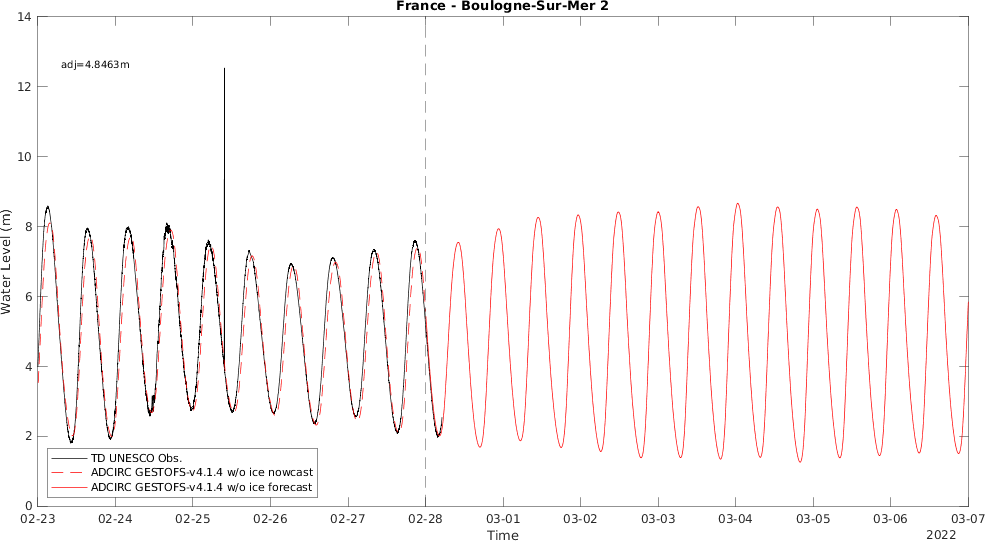 France - Boulogne-Sur-Mer 2
adj=4.8463m
Water Level (m)
14
12
10
8
6
4
2
0
TD UNESCO Obs.
ADCIRC GESTOFS-v4.1.4 w/o ice nowcast
ADCIRC GESTOFS-v4.1.4 w/o ice forecast
02-23 02-24 02-25 02-26 02-27 02-28 03-01 03-02 03-03 03-04 03-05 03-06 03-07
Time
2022